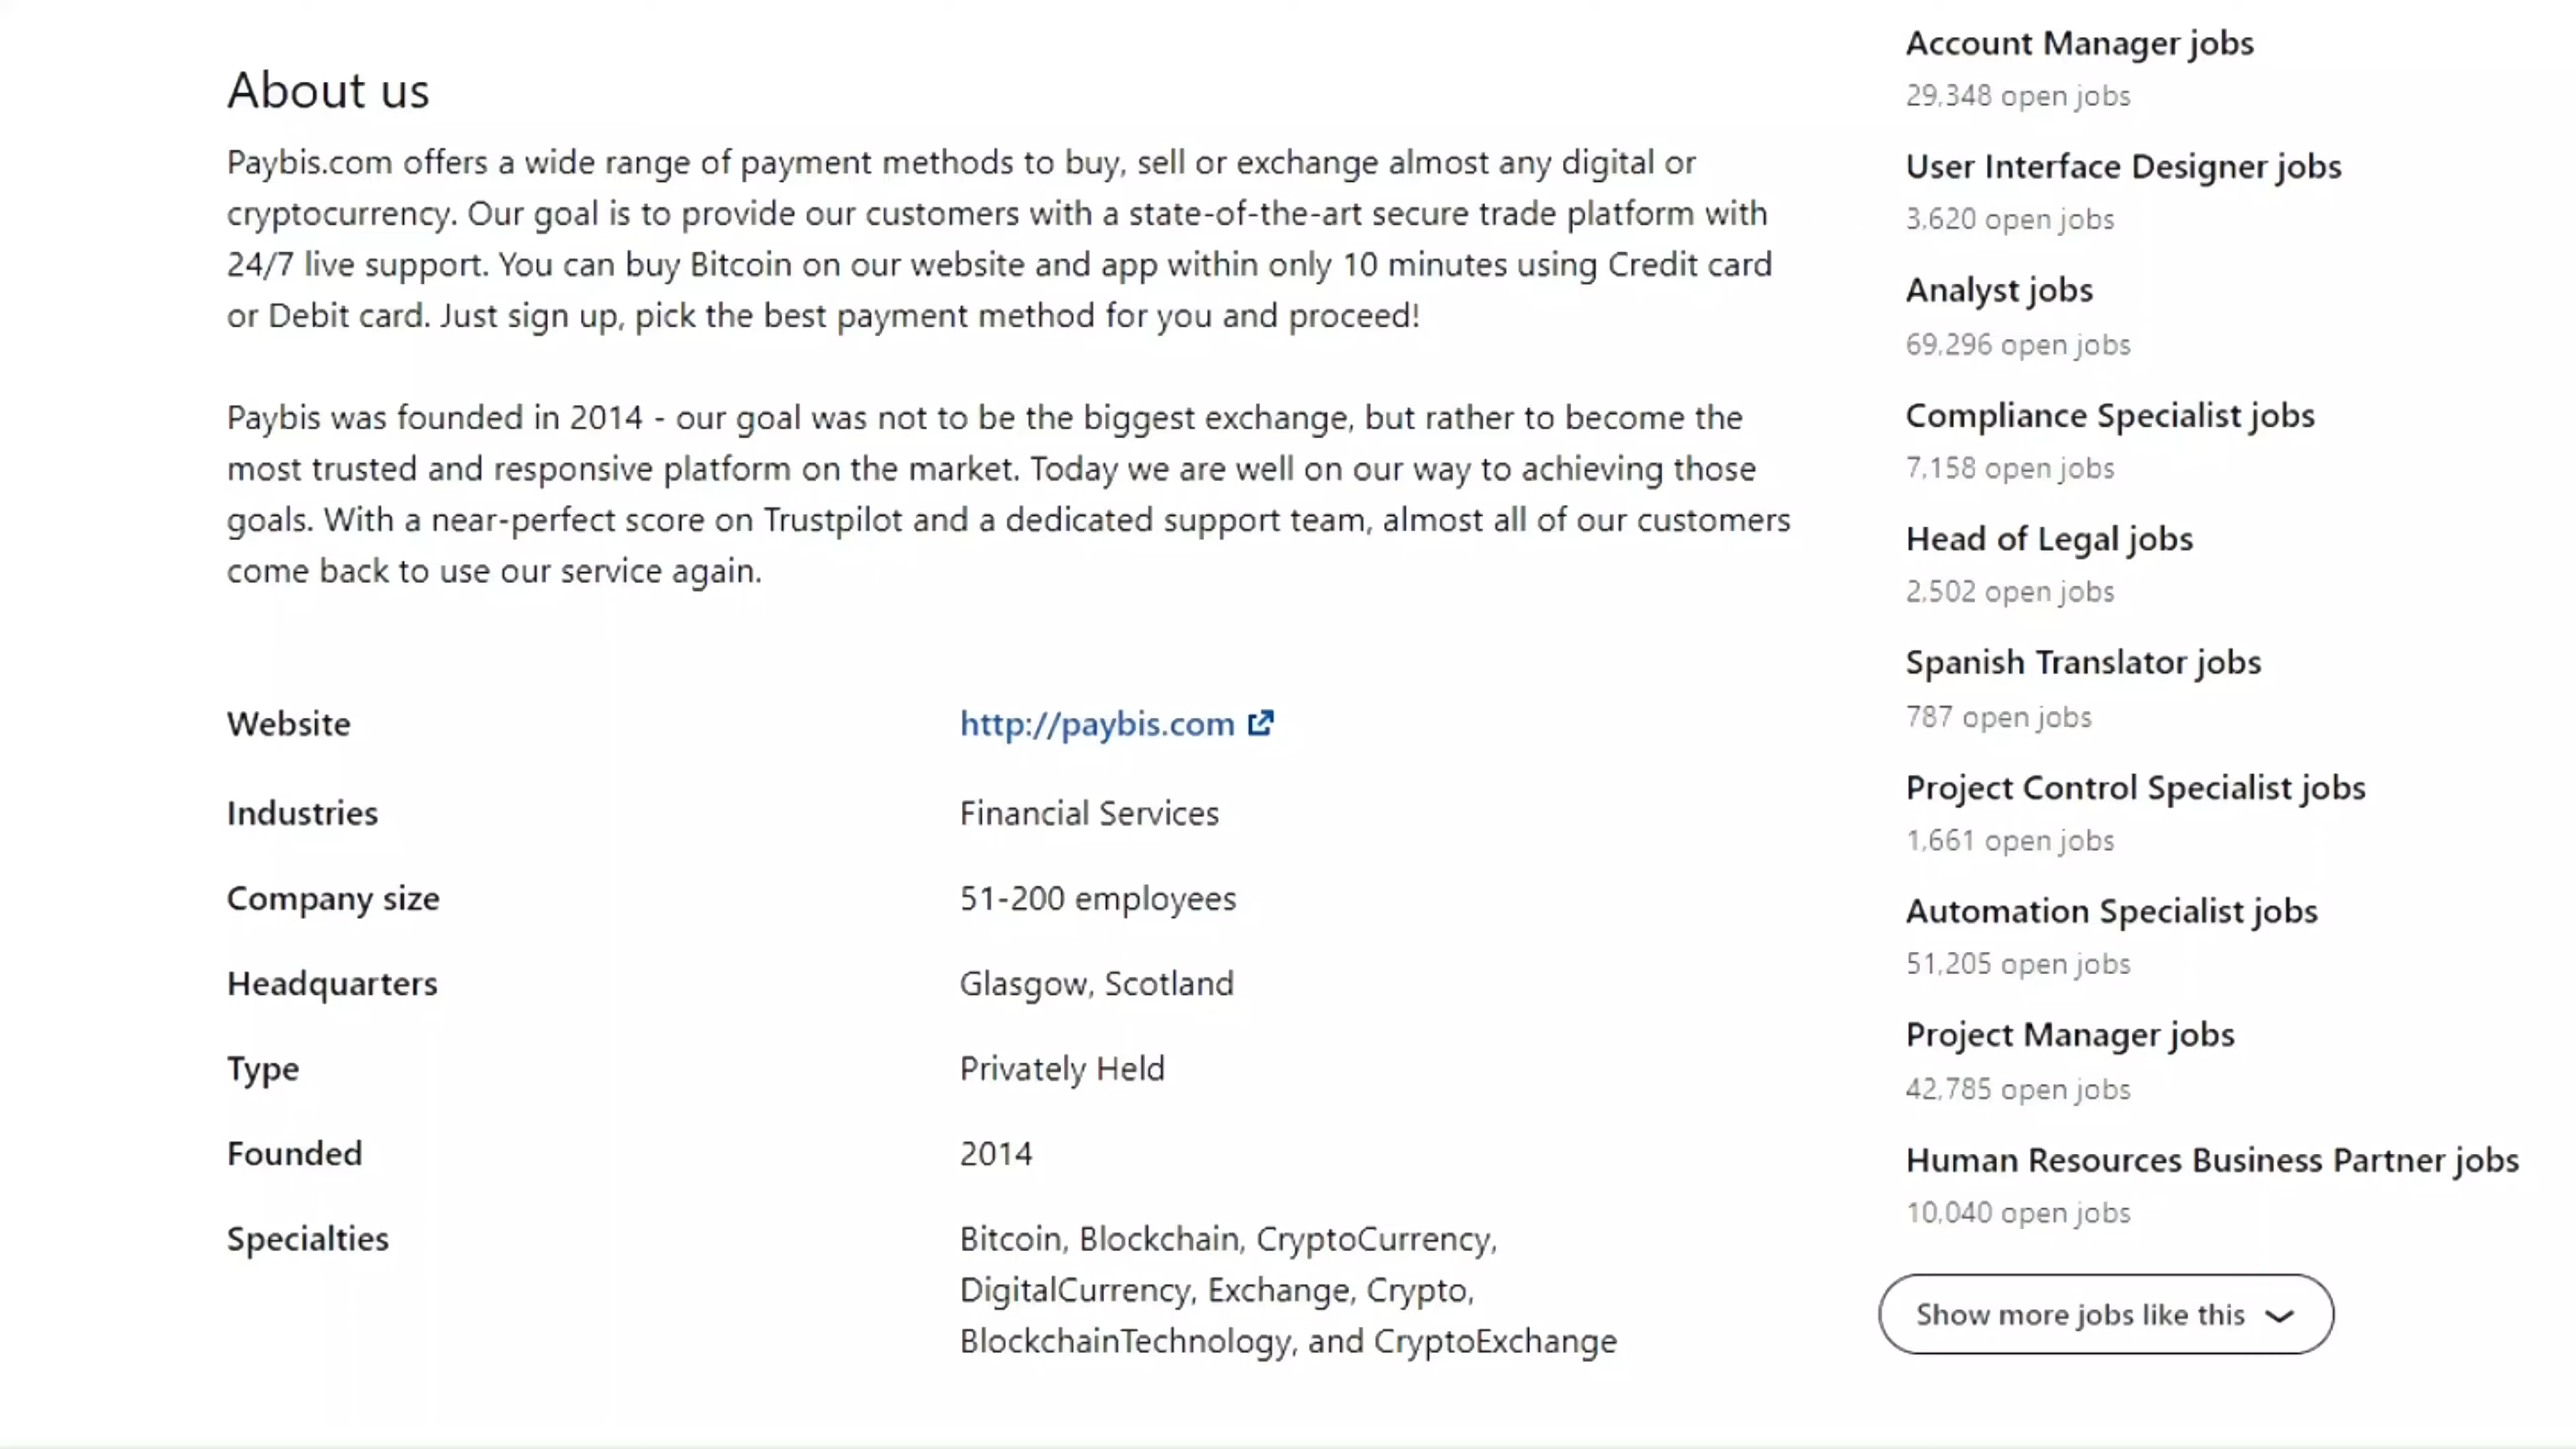 About us
Paybis.com offers a wide range of payment methods to buy, sell or exchange almost any digital or
cryptocurrency. Our goal is to provide our customers with a state-of-the-art secure trade platform with
24/7 live support. You can buy Bitcoin on our website and app within only 10 minutes using Credit card
or Debit card. Just sign up, pick the best payment method for you and proceed!
Paybis was founded in 2014 - our goal was not to be the biggest exchange, but rather to become the
most trusted and responsive platform on the market. Today we are well on our way to achieving those
goals. With a near-perfect score on Trustpilot and a dedicated support team, almost all of our customers
come back to use our service again.
Website
http://paybis.com
Industries
Financial Services
Company size
51-200 employees
Headquarters
Glasgow, Scotland
Type
Privately Held
Founded
2014
Specialties
Bitcoin, Blockchain, CryptoCurrency,
DigitalCurrency, Exchange, Crypto,
BlockchainTechnology, and CryptoExchange
Account Manager jobs
29,348 open jobs
User Interface Designer jobs
3,620 open jobs
Analyst jobs
69,296 open jobs
Compliance Specialist jobs
7,158 open jobs
Head of Legal jobs
2,502 open jobs
Spanish Translator jobs
787 open jobs
Project Control Specialist jobs
1,661 open jobs
Automation Specialist jobs
51,205 open jobs
Project Manager jobs
42,785 open jobs
Human Resources Business Partner jobs
10,040 open jobs
Show more jobs like this